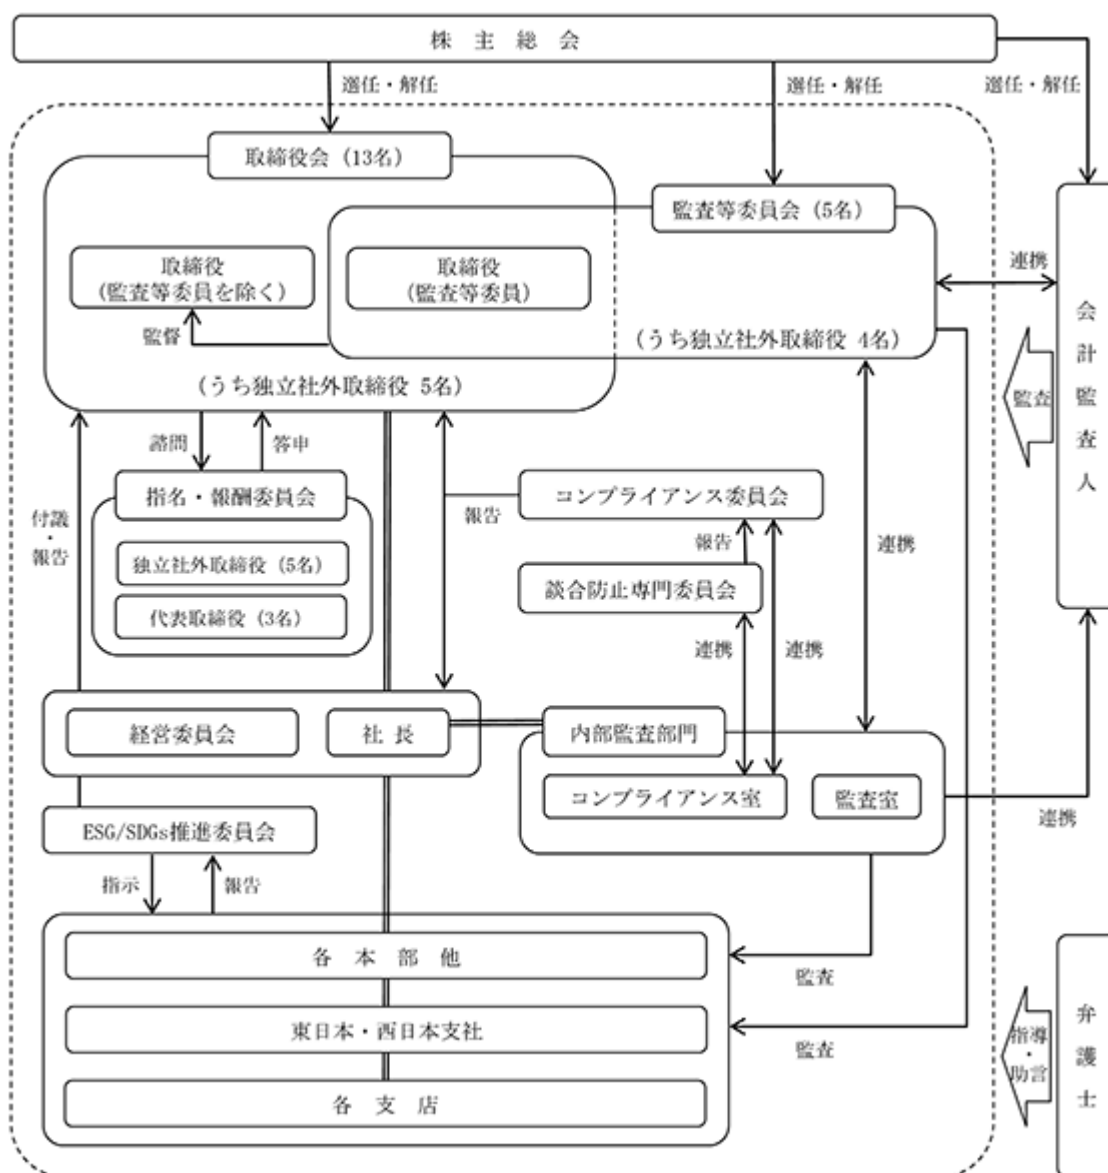 株主総会
選任・解任
選任・解任
選任・解任
取締役会 (13名)
監査等委員会 (5名)
取締役
(監査等委員を除く)
取締役
(監査等委員)
連携
監督
(うち独立社外取締役 4名)
(うち独立社外取締役 5名)
会計監査人
監査
諮問
答申
指名・報酬委員会
コンプライアンス委員会
付議
・
報告
報告
報告
連携
独立社外取締役 (5名)
談合防止専門委員会
代表取締役 (3名)
連携
連携
経営委員会
社長
内部監査部門
コンプライアンス室
監査室
連携
ESG/SDGs推進委員会
指示
報告
各本部他
監査
東日本・西日本支社
監査
各支店
指導
・
助言
弁護士